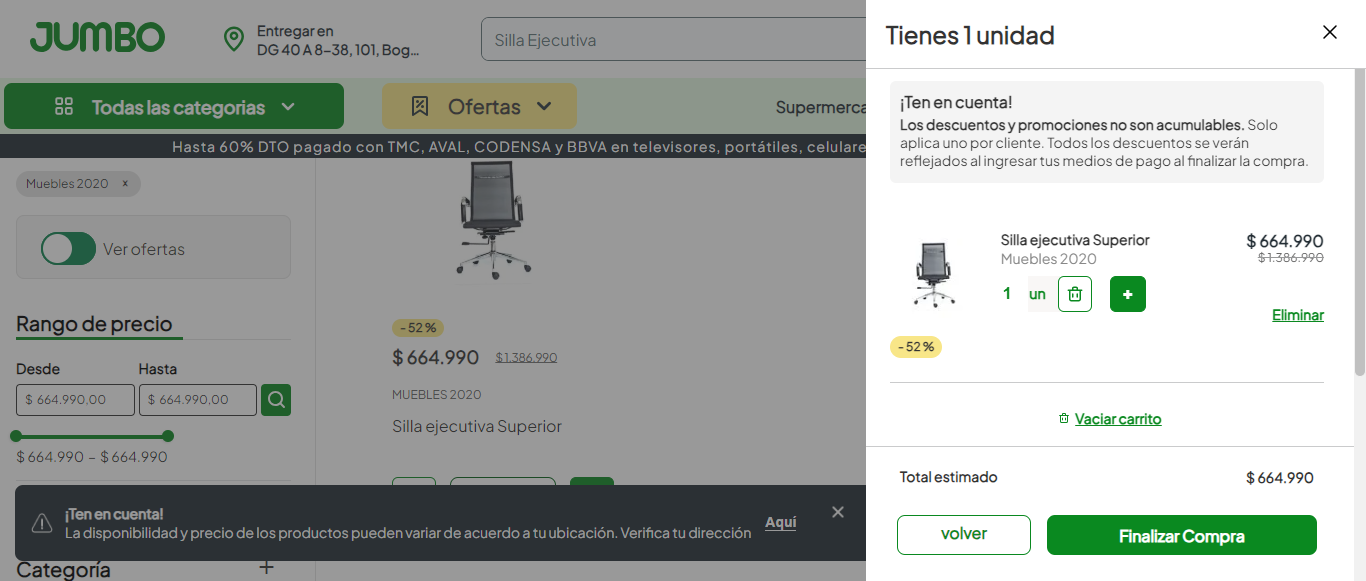 JUMBO
Entregar en
DG 40 A 8-38, 101, Bog...
Silla Ejecutiva
Todas las categorias
Ofertas
Supermerca
Hasta 60% DTO pagado con TMC, AVAL, CODENSA y BBVA en televisores, portátiles, celulare
Muebles 2020 x
Ver ofertas
Rango de precio
Desde
Hasta
$ 664.990,00
$ 664.990,00
$ 664.990 – $ 664.990
Categoría +
- 52 %
$ 664.990 $ 1.386.990
MUEBLES 2020
Silla ejecutiva Superior
¡Ten en cuenta!
La disponibilidad y precio de los productos pueden variar de acuerdo a tu ubicación. Verifica tu dirección
Aquí
Tienes 1 unidad
¡Ten en cuenta!
Los descuentos y promociones no son acumulables. Solo
aplica uno por cliente. Todos los descuentos se verán
reflejados al ingresar tus medios de pago al finalizar la compra.
Silla ejecutiva Superior
Muebles 2020
$ 664.990
$ 1.386.990
1 un +
Eliminar
- 52 %
Vaciar carrito
Total estimado $ 664.990
volver
Finalizar Compra